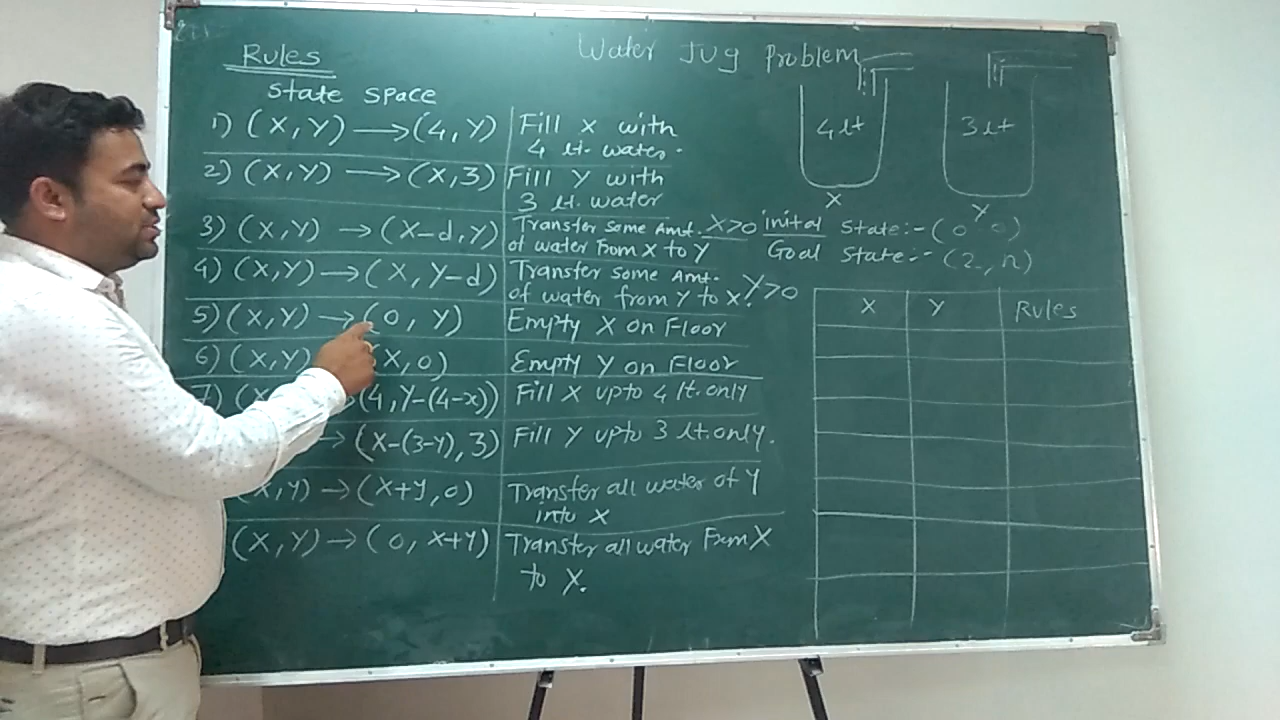 Water Jug Problem
Rules
State space
1) (X,Y) → (4,Y) Fill X with
4 lt. water.
2) (X,Y) → (X,3) Fill Y with
3 lt. water
3) (X,Y) → (X-d,Y) Transfer some Amt. X>0
of water From X to Y
4) (X,Y) → (X,Y-d) Transfer some Amt.
of water from Y to X. Y>0
5) (X,Y) → (0,Y) Empty X on Floor
6) (X,Y) (X,0) Empty Y on Floor
7) (X (4,Y-(4-x)) Fill X upto 4 lt. only
→ (X-(3-Y),3) Fill Y upto 3 lt. only.
(X,Y) → (X+Y,0) Transfer all water of Y
into X
(X,Y) → (0,X+Y) Transfer all water From X
to X.
4lt 3lt
X Y
inital State:- (0 0)
Goal State:- (2,n)
X Y Rules